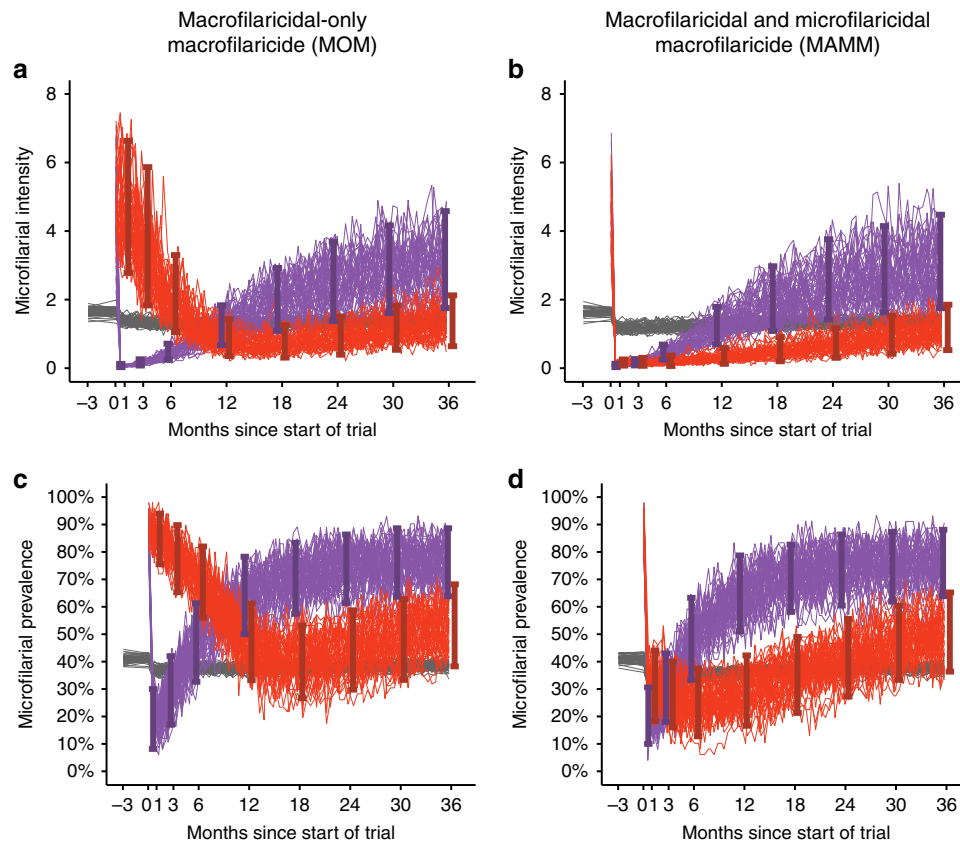 Macrofilaricidal-only
macrofilaricide (MOM)
Macrofilaricidal and microfilaricidal
macrofilaricide (MAMM)
a
8
6
4
2
0
Microfilarial intensity
–3 0 1 3 6 12 18 24 30 36
Months since start of trial
b
8
6
4
2
0
Microfilarial intensity
–3 0 1 3 6 12 18 24 30 36
Months since start of trial
c
100%
90%
80%
70%
60%
50%
40%
30%
20%
10%
0%
Microfilarial prevalence
–3 0 1 3 6 12 18 24 30 36
Months since start of trial
d
100%
90%
80%
70%
60%
50%
40%
30%
20%
10%
0%
Microfilarial prevalence
–3 0 1 3 6 12 18 24 30 36
Months since start of trial